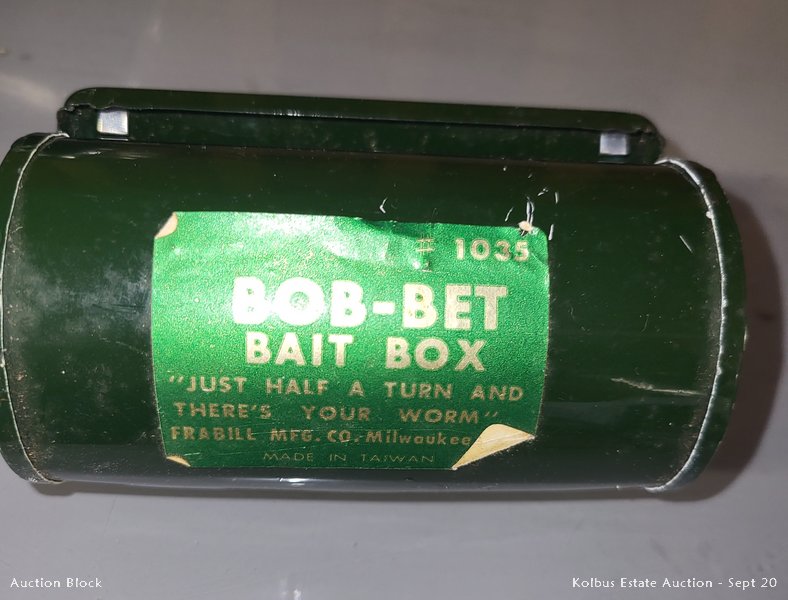 # 1035
BOB-BET
BAIT BOX
"JUST HALF A TURN AND
THERE'S YOUR WORM"
FRABILL MFG. CO.-Milwaukee
MADE IN TAIWAN
Auction Block
Kolbus Estate Auction - Sept 20